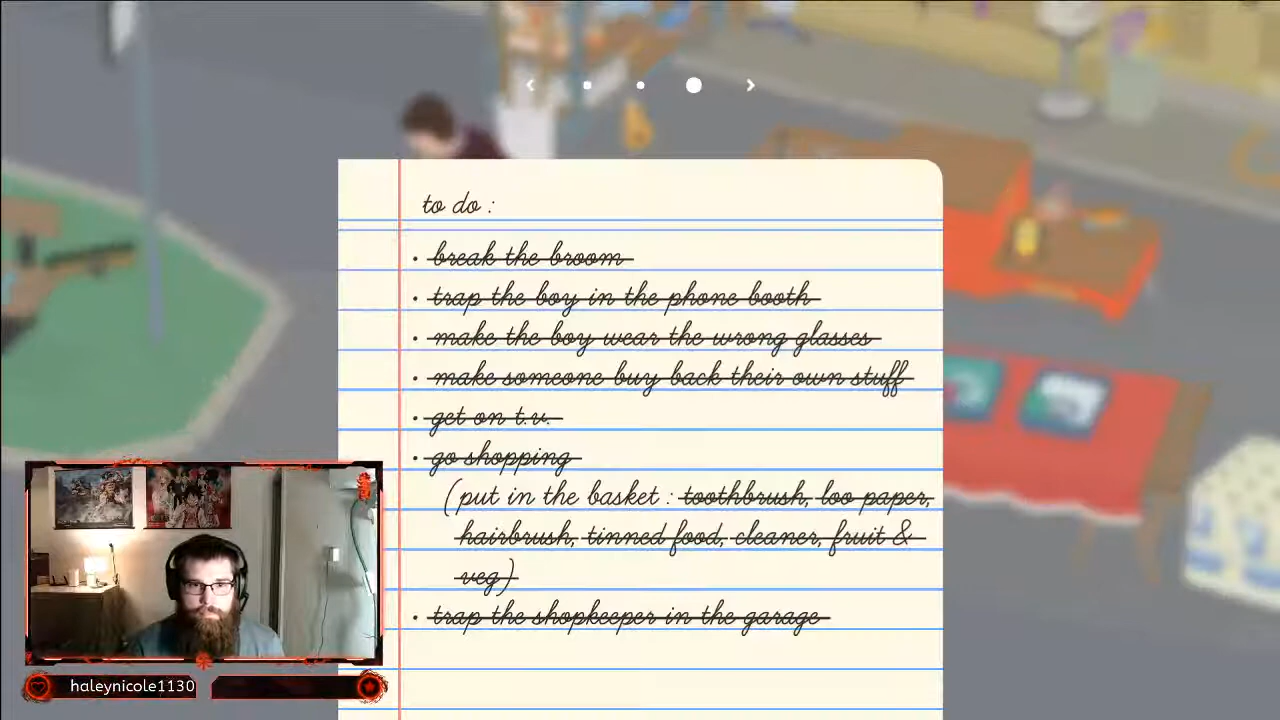 to do :
• break the broom
• trap the boy in the phone booth
• make the boy wear the wrong glasses
• make someone buy back their own stuff
• get on t.v.
• go shopping
(put in the basket : toothbrush, loo paper,
hairbrush, tinned food, cleaner, fruit &
veg)
• trap the shopkeeper in the garage
haleynicole1130